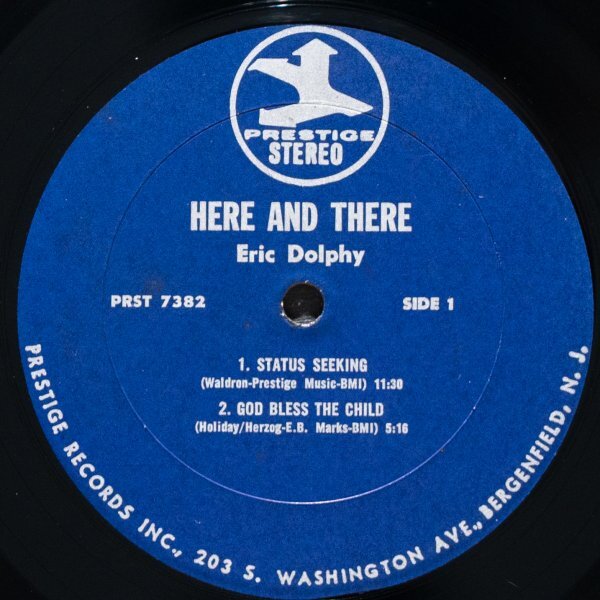 PRESTIGE
STEREO
HERE AND THERE
Eric Dolphy
PRST 7382
SIDE 1
1. STATUS SEEKING
(Waldron-Prestige Music-BMI) 11:30
2. GOD BLESS THE CHILD
(Holiday/Herzog-E.B. Marks-BMI) 5:16
PRESTIGE RECORDS INC., 203 S. WASHINGTON AVE., BERGENFIELD, N. J.